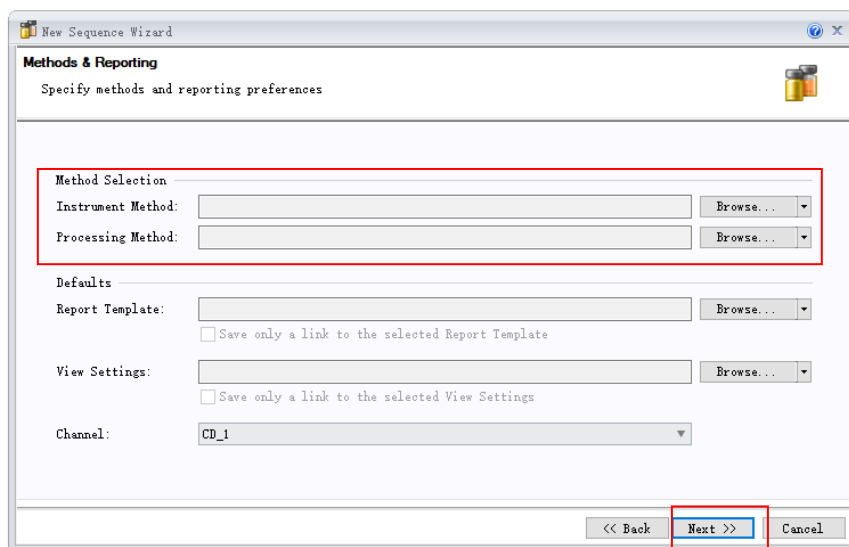 New Sequence Wizard
Methods & Reporting
Specify methods and reporting preferences
Method Selection
Instrument Method: Browse...
Processing Method: Browse...
Defaults
Report Template: Browse...
Save only a link to the selected Report Template
View Settings: Browse...
Save only a link to the selected View Settings
Channel: CD_1
<< Back Next >> Cancel